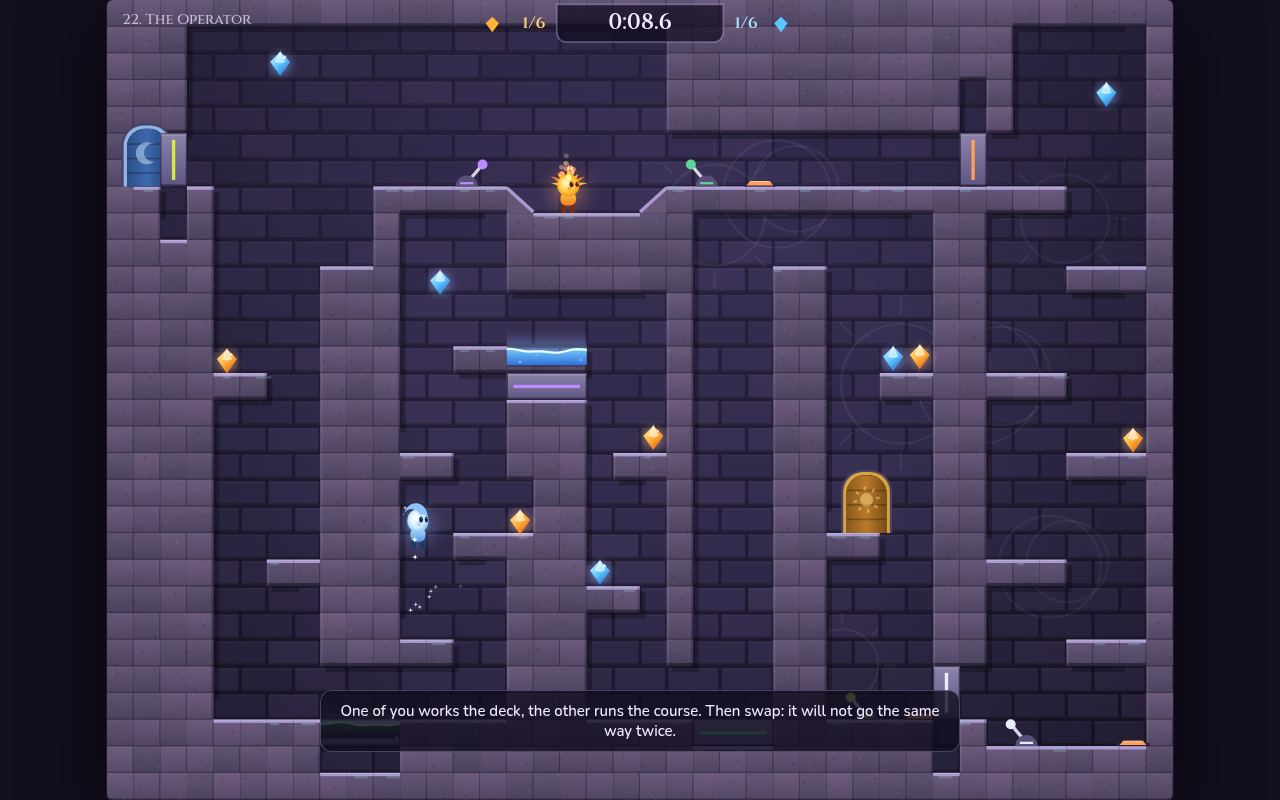 22. The Operator
1/6
0:08.6
1/6
One of you works the deck, the other runs the course. Then swap: it will not go the same
way twice.